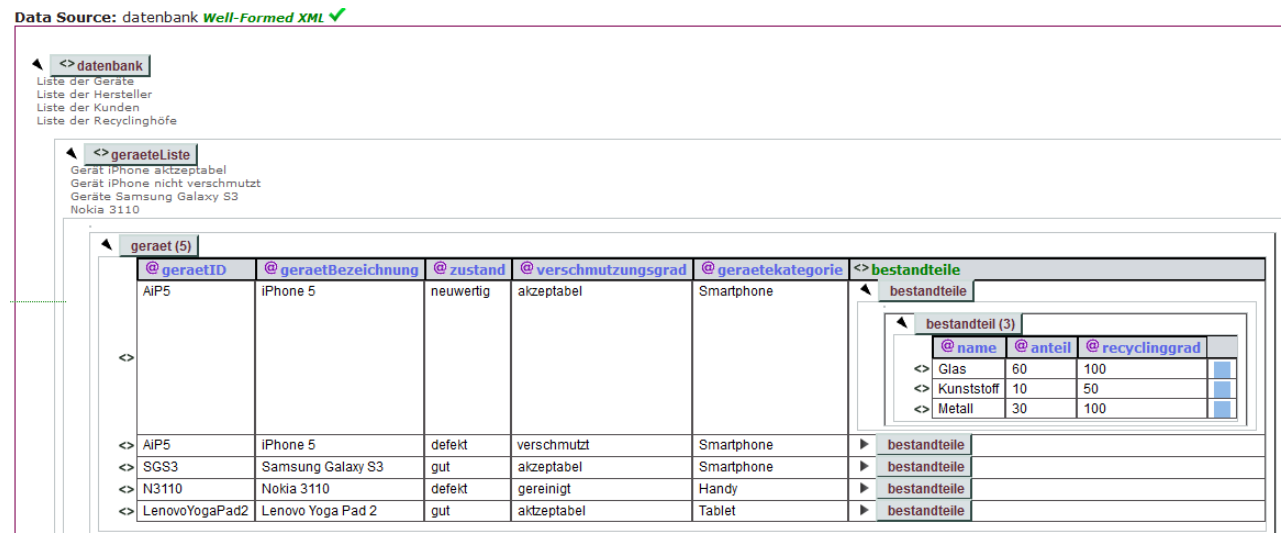 Data Source: datenbank Well-Formed XML
<>datenbank
Liste der Geräte
Liste der Hersteller
Liste der Kunden
Liste der Recyclinghöfe
<>geraeteListe
Gerät iPhone aktzeptabel
Gerät iPhone nicht verschmutzt
Geräte Samsung Galaxy S3
Nokia 3110
geraet (5)
@geraetID @geraetBezeichnung @zustand @verschmutzungsgrad @geraetekategorie <>bestandteile
<> AiP5 iPhone 5 neuwertig akzeptabel Smartphone bestandteile
bestandteil (3)
@name @anteil @recyclinggrad
<> Glas 60 100
<> Kunststoff 10 50
<> Metall 30 100
<> AiP5 iPhone 5 defekt verschmutzt Smartphone bestandteile
<> SGS3 Samsung Galaxy S3 gut akzeptabel Smartphone bestandteile
<> N3110 Nokia 3110 defekt gereinigt Handy bestandteile
<> LenovoYogaPad2 Lenovo Yoga Pad 2 gut aktzeptabel Tablet bestandteile